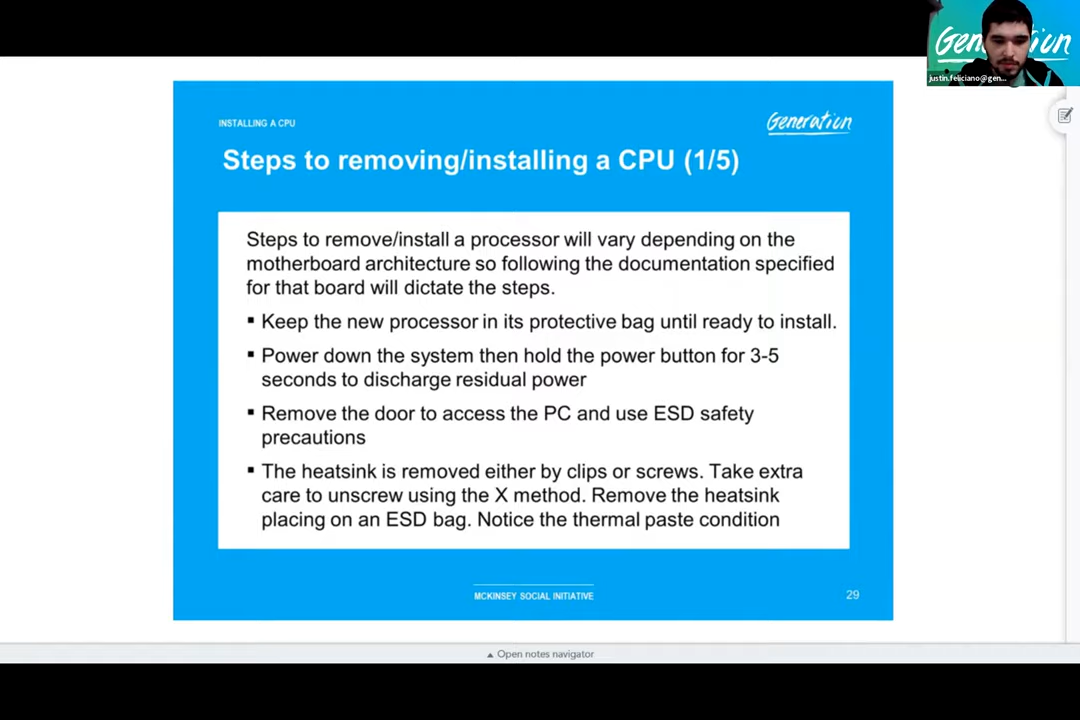 Generation
justin.feliciano@gen...
INSTALLING A CPU
Generation
Steps to removing/installing a CPU (1/5)
Steps to remove/install a processor will vary depending on the
motherboard architecture so following the documentation specified
for that board will dictate the steps.
▪ Keep the new processor in its protective bag until ready to install.
▪ Power down the system then hold the power button for 3-5
seconds to discharge residual power
▪ Remove the door to access the PC and use ESD safety
precautions
▪ The heatsink is removed either by clips or screws. Take extra
care to unscrew using the X method. Remove the heatsink
placing on an ESD bag. Notice the thermal paste condition
MCKINSEY SOCIAL INITIATIVE
29
▲ Open notes navigator